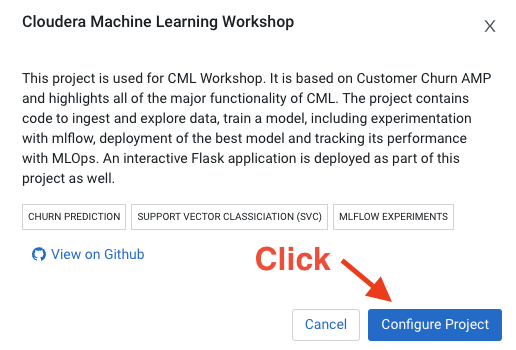 Cloudera Machine Learning Workshop
X
This project is used for CML Workshop. It is based on Customer Churn AMP
and highlights all of the major functionality of CML. The project contains
code to ingest and explore data, train a model, including experimentation
with mlflow, deployment of the best model and tracking its performance
with MLOps. An interactive Flask application is deployed as part of this
project as well.
CHURN PREDICTION SUPPORT VECTOR CLASSICIATION (SVC) MLFLOW EXPERIMENTS
View on Github
Click
Cancel Configure Project